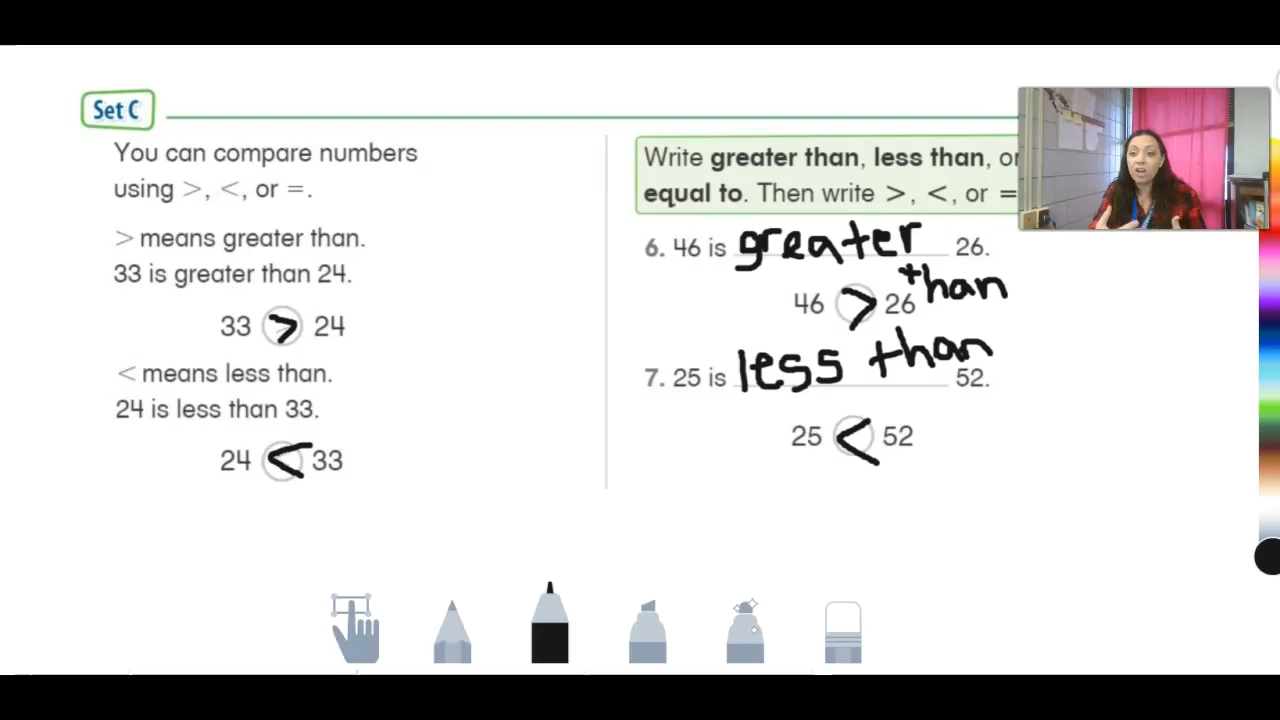 Set C
You can compare numbers
using >, <, or =.
> means greater than.
33 is greater than 24.
33 > 24
< means less than.
24 is less than 33.
24 < 33
Write greater than, less than, or
equal to. Then write >, <, or =
6. 46 is greater 26.
than
46 > 26
7. 25 is less than 52.
25 < 52